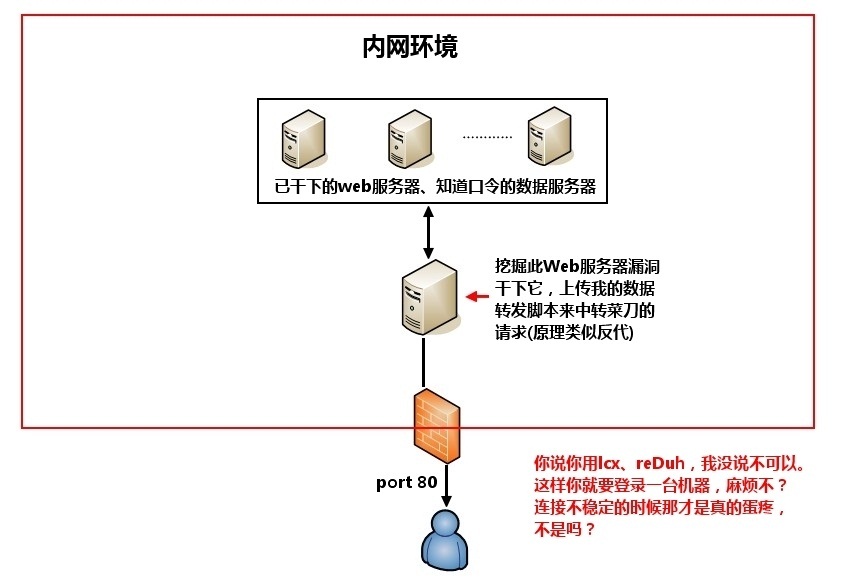 内网环境
…………
已干下的web服务器、知道口令的数据服务器
挖掘此Web服务器漏洞
干下它，上传我的数据
转发脚本来中转菜刀的
请求(原理类似反代)
port 80
你说你用lcx、reDuh，我没说不可以。
这样你就要登录一台机器，麻烦不？
连接不稳定的时候那才是真的蛋疼，
不是吗？